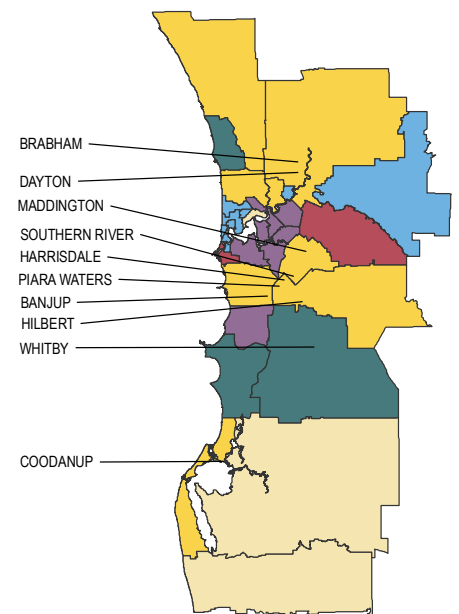 BRABHAM
DAYTON
MADDINGTON
SOUTHERN RIVER
HARRISDALE
PIARA WATERS
BANJUP
HILBERT
WHITBY
COODANUP